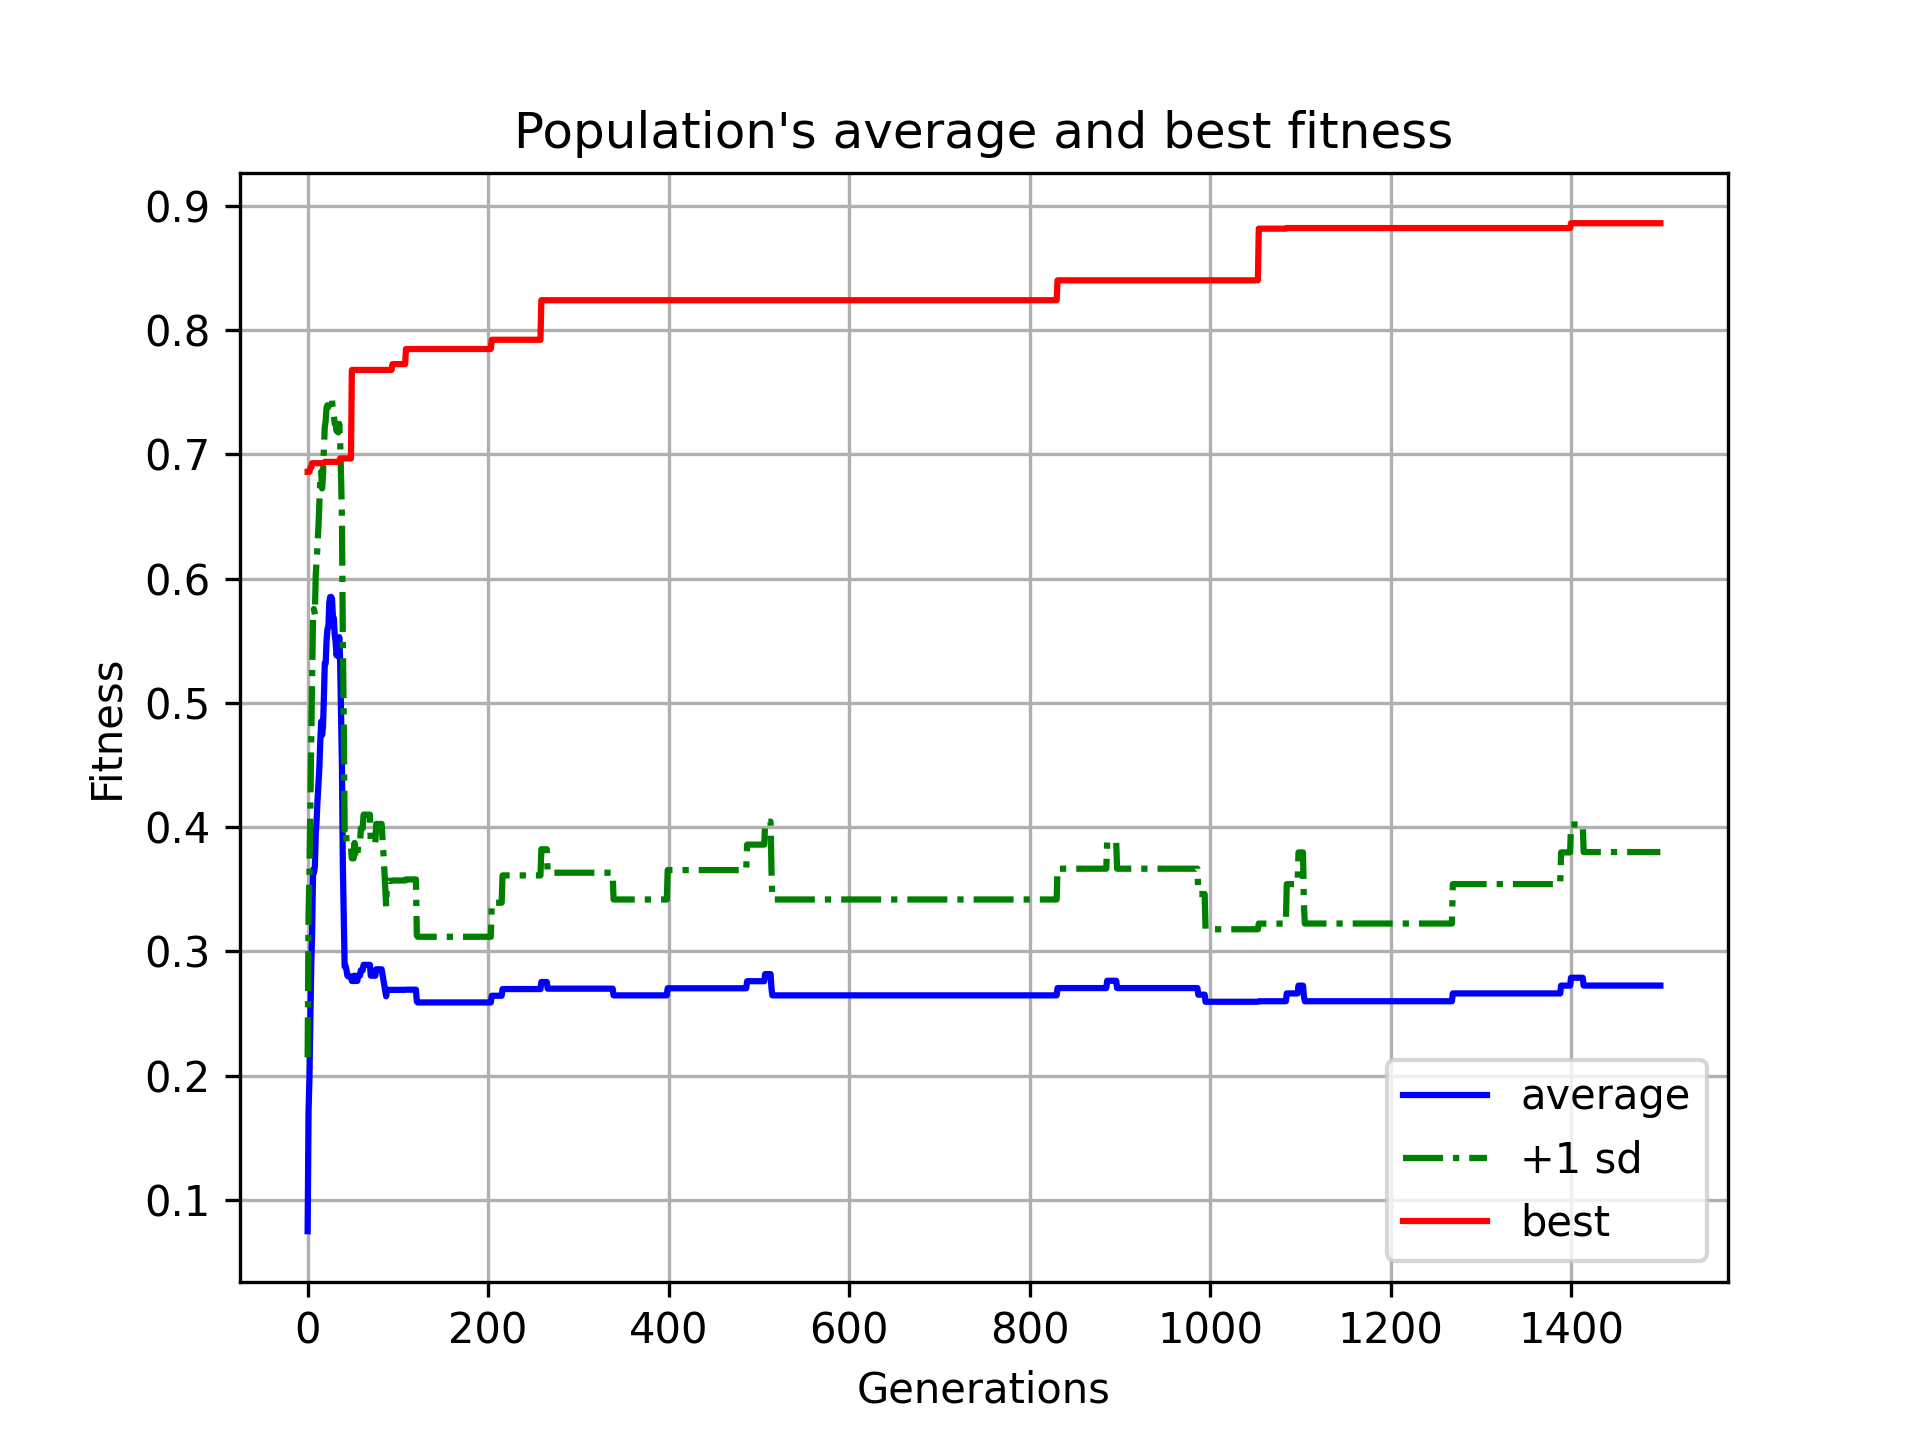 Population's average and best fitness
Fitness
0.9
0.8
0.7
0.6
0.5
0.4
0.3
0.2
0.1
average
+1 sd
best
0 200 400 600 800 1000 1200 1400
Generations